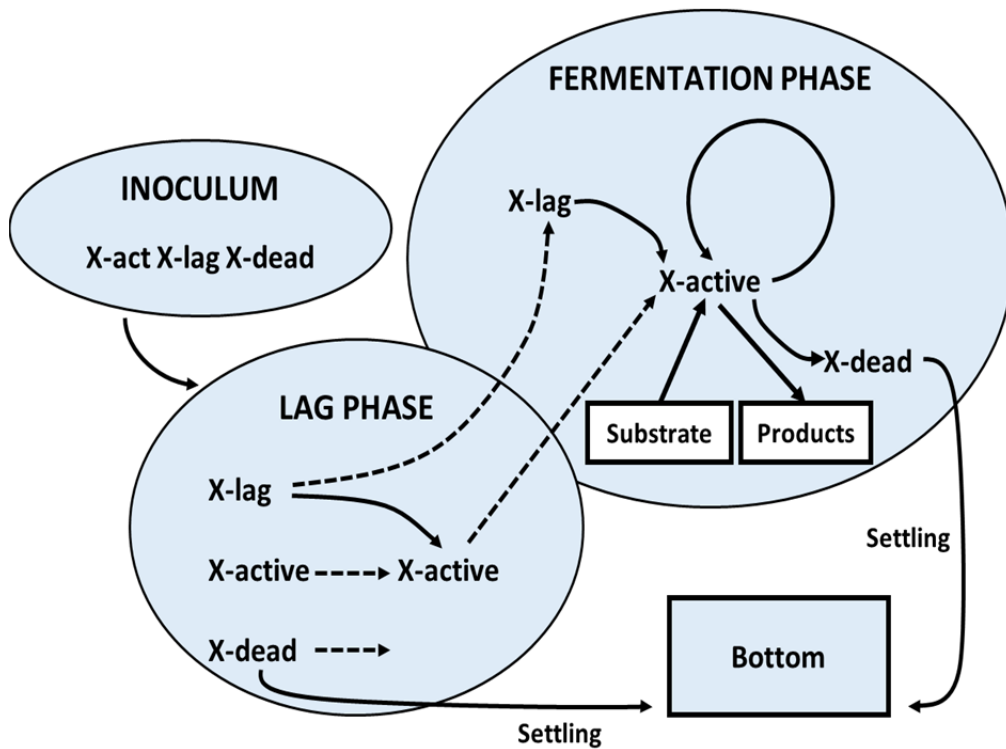 FERMENTATION PHASE
INOCULUM
X-act X-lag X-dead
X-lag
X-active
X-dead
Substrate
Products
LAG PHASE
X-lag
X-active
X-active
X-dead
Settling
Bottom
Settling